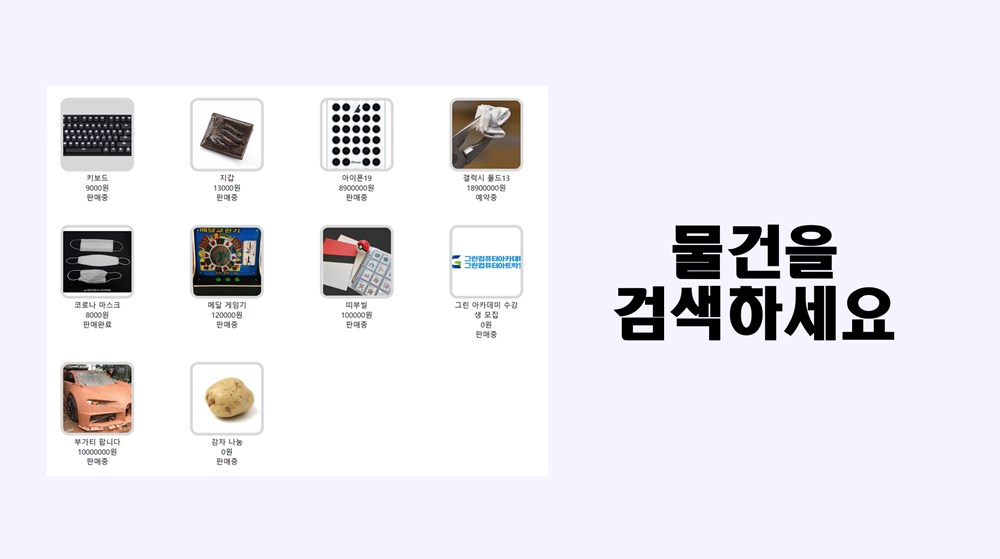 키보드
9000원
판매중
지갑
13000원
판매중
아이폰19
8900000원
판매중
갤럭시 폴드13
18900000원
예약중
코로나 마스크
8000원
판매완료
메달 게임기
120000원
판매중
띠부씰
100000원
판매중
그린컴퓨터아카데
그린컴퓨터아트학
그린 아카데미 수강
생 모집
0원
판매중
부가티 팝니다
10000000원
판매중
감자 나눔
0원
판매중
물건을
검색하세요